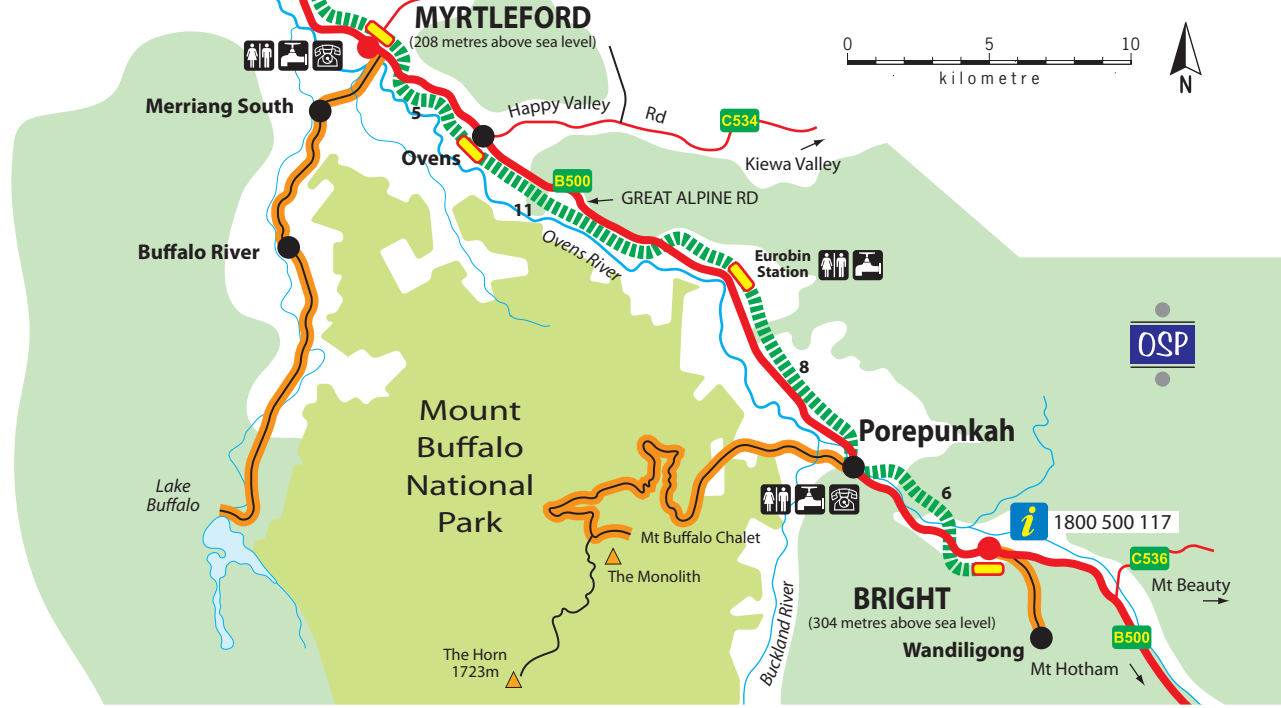 MYRTLEFORD
(208 metres above sea level)
0 5 10
kilometre
N
Merriang South
5
Happy Valley Rd
C534
Kiewa Valley
Ovens
B500
GREAT ALPINE RD
11
Ovens River
Buffalo River
Eurobin
Station
OSP
8
Mount
Buffalo
National
Park
Porepunkah
Lake
Buffalo
6
i 1800 500 117
Mt Buffalo Chalet
The Monolith
C536
Mt Beauty
BRIGHT
(304 metres above sea level)
Buckland River
B500
Wandiligong
The Horn
1723m
Mt Hotham